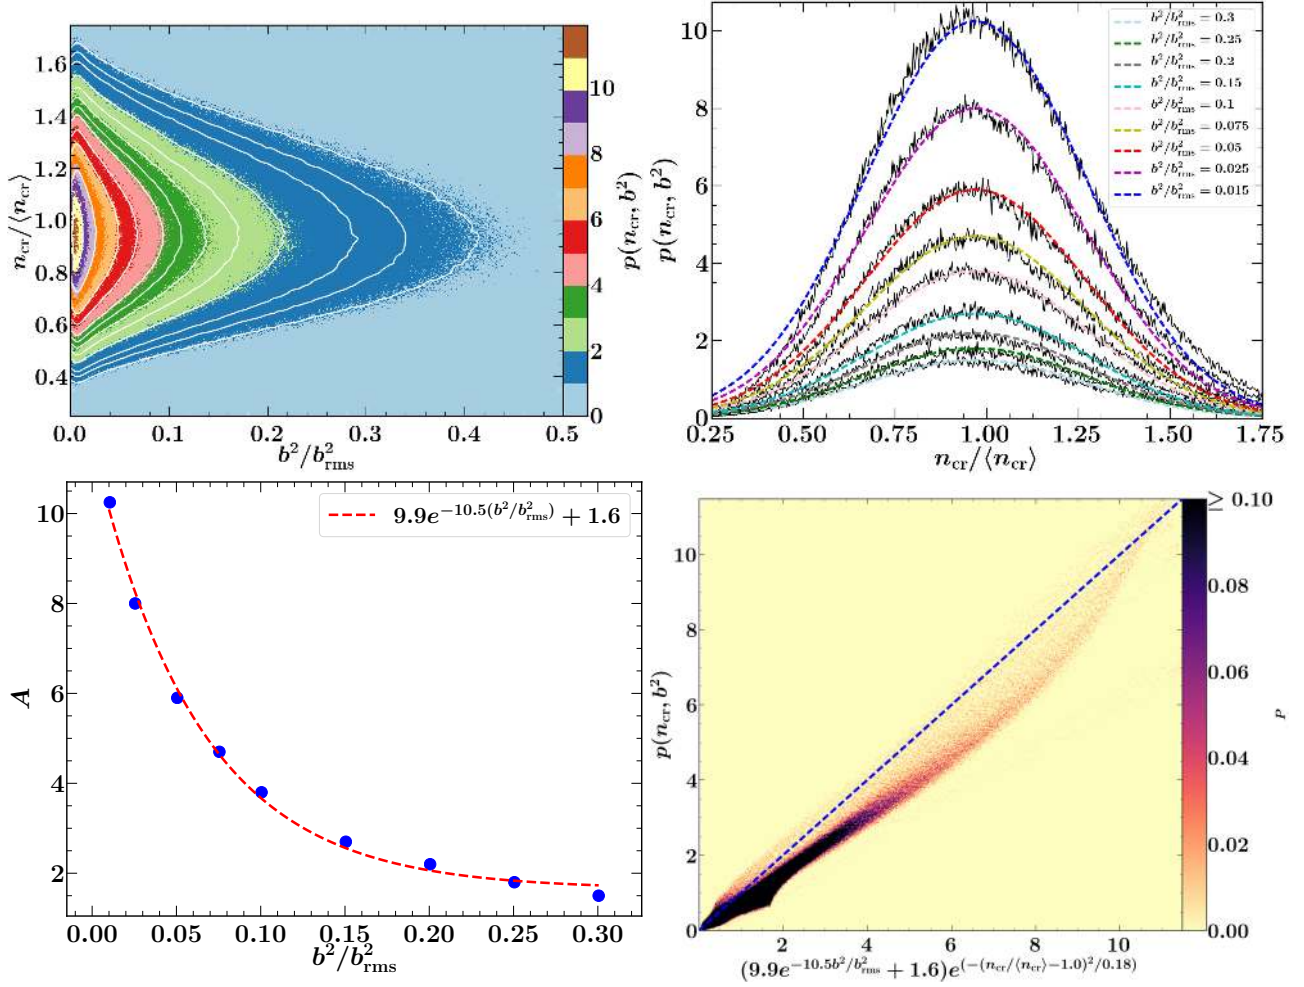 1.6
1.4
1.2
1.0
0.8
0.6
0.4
n_cr/⟨n_cr⟩
0.0 0.1 0.2 0.3 0.4 0.5
b²/b²_rms
10
8
6
4
2
0
p(n_cr, b²)
10
8
6
4
2
0
p(n_cr, b²)
b²/b²_rms = 0.3
b²/b²_rms = 0.25
b²/b²_rms = 0.2
b²/b²_rms = 0.15
b²/b²_rms = 0.1
b²/b²_rms = 0.075
b²/b²_rms = 0.05
b²/b²_rms = 0.025
b²/b²_rms = 0.015
0.25 0.50 0.75 1.00 1.25 1.50 1.75
n_cr/⟨n_cr⟩
10
8
6
4
2
A
9.9e^{-10.5(b²/b²_rms)} + 1.6
0.00 0.05 0.10 0.15 0.20 0.25 0.30
b²/b²_rms
10
8
6
4
2
0
p(n_cr, b²)
2 4 6 8 10
(9.9e^{-10.5b²/b²_rms} + 1.6)e^{(-(n_cr/⟨n_cr⟩-1.0)²/0.18)}
≥ 0.10
0.08
0.06
0.04
0.02
0.00